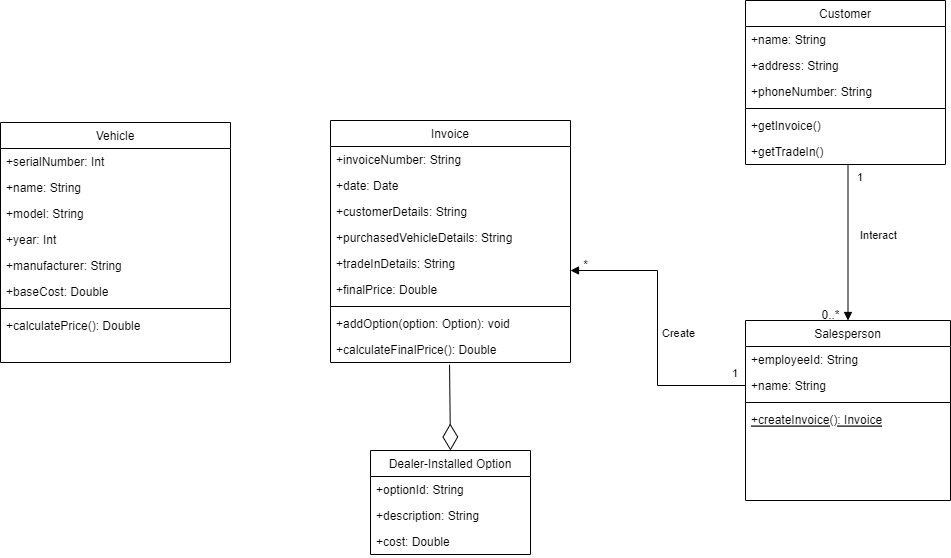 Customer
+name: String
+address: String
+phoneNumber: String
+getInvoice()
+getTradeIn()
1
Interact
0..*
Vehicle
+serialNumber: Int
+name: String
+model: String
+year: Int
+manufacturer: String
+baseCost: Double
+calculatePrice(): Double
Invoice
+invoiceNumber: String
+date: Date
+customerDetails: String
+purchasedVehicleDetails: String
+tradeInDetails: String
+finalPrice: Double
+addOption(option: Option): void
+calculateFinalPrice(): Double
*
Create
1
Salesperson
+employeeId: String
+name: String
+createInvoice(): Invoice
Dealer-Installed Option
+optionId: String
+description: String
+cost: Double